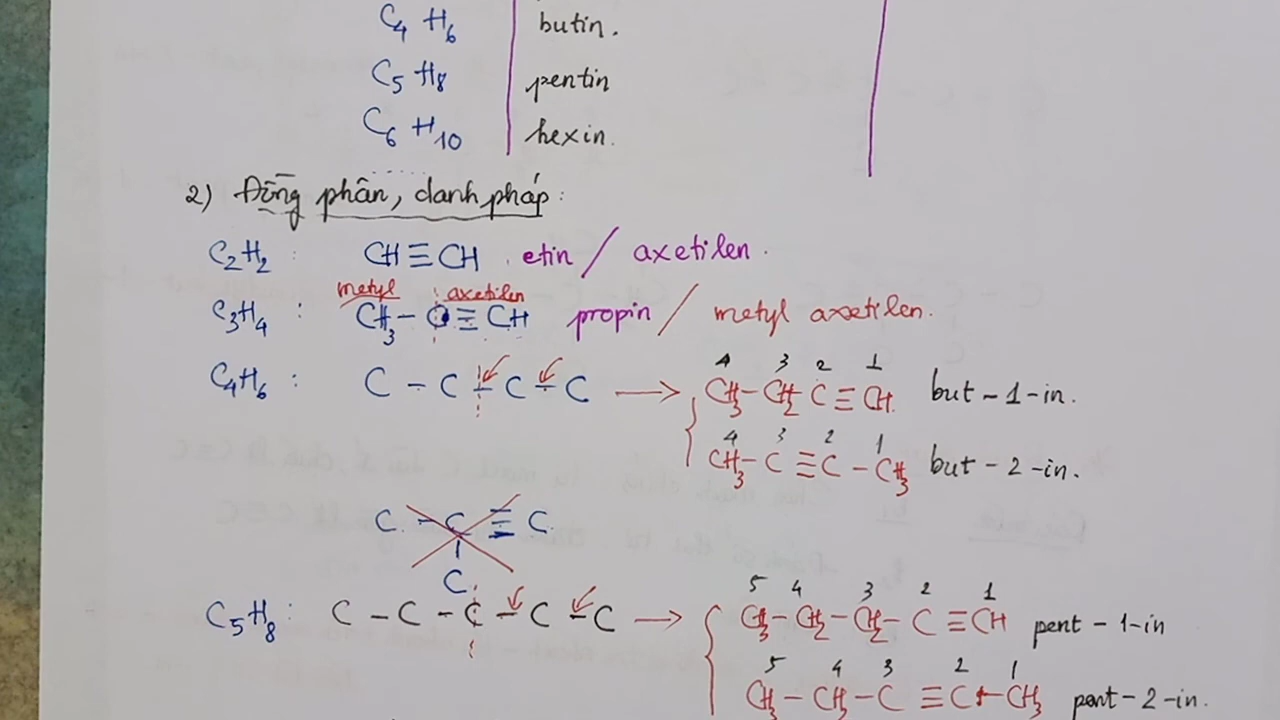 C4H6 butin.
C5H8 pentin
C6H10 hexin.
2) Đồng phân, danh pháp:
C2H2 : CH≡CH . etin / axetilen.
metyl axetilen
C3H4 : CH3-C≡CH propin / metyl axetilen.
4 3 2 1
C4H6 : C - C - C - C → CH3-CH2 C≡CH but-1-in.
4 3 2 1
CH3-C≡C-CH3 but-2-in.
C - C ≡ C
C
5 4 3 2 1
C5H8 : C - C - C - C - C → CH3-CH2-CH2-C≡CH pent-1-in
5 4 3 2 1
CH3-CH2-C≡C-CH3 pent-2-in.